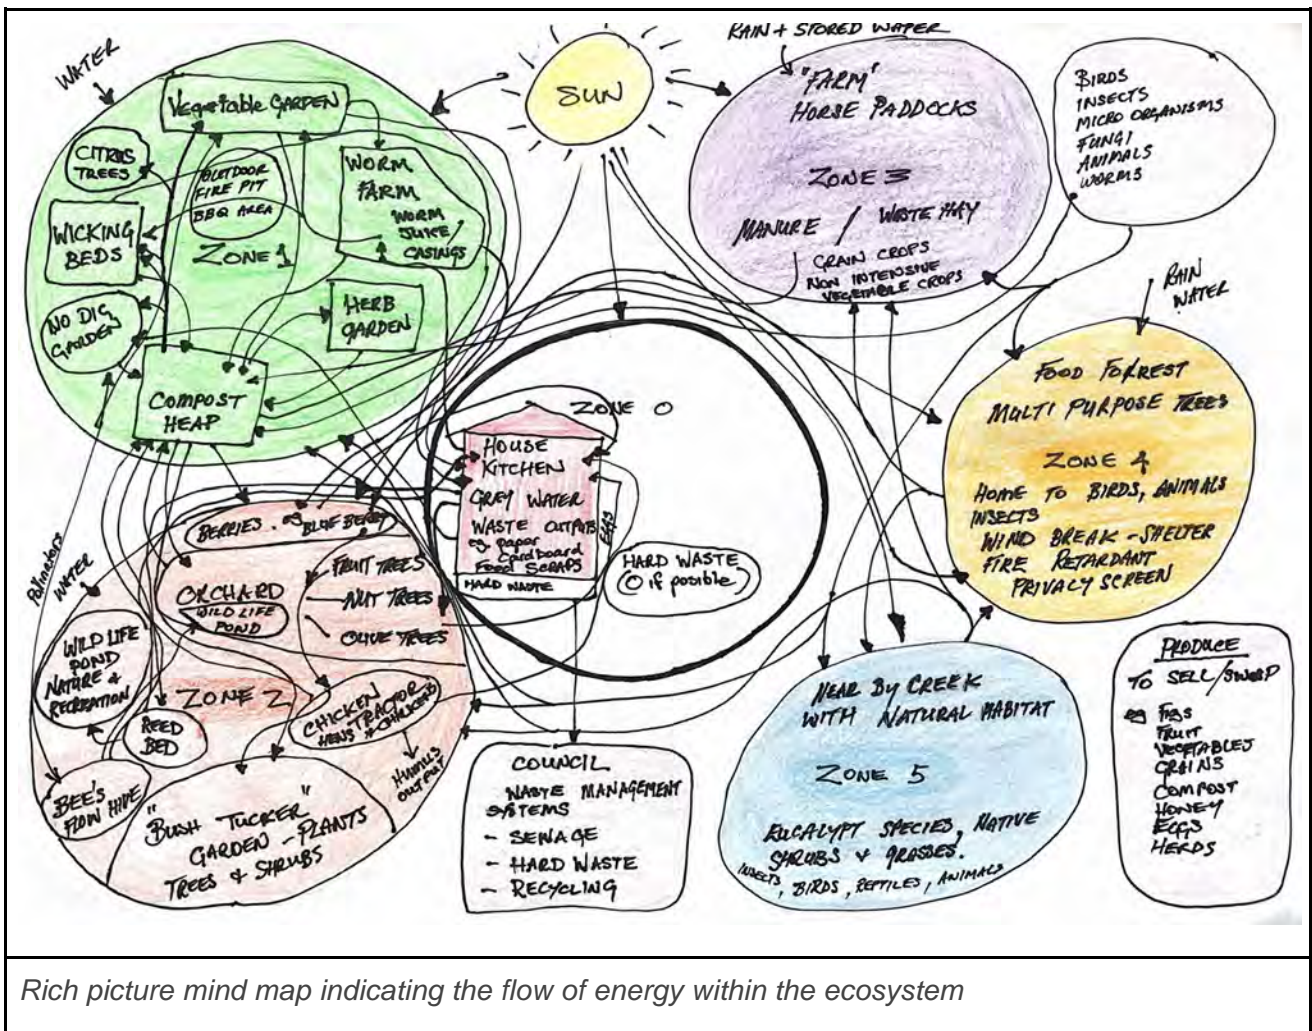 WATER
Vegetable GARDEN
CITRUS
TREES
OUTDOOR
FIRE PIT
BBQ AREA
WORM
FARM
WORM
JUICE/
CASINGS
WICKING
BEDS
ZONE 1
NO DIG
GARDEN
HERB
GARDEN
COMPOST
HEAP
SUN
RAIN + STORED WATER
"FARM"
HORSE PADDOCKS
ZONE 3
MANURE / WASTE HAY
GRAIN CROPS
NON INTENSIVE
VEGETABLE CROPS
BIRDS
INSECTS
MICRO ORGANISMS
FUNGI
ANIMALS
WORMS
RAIN
WATER
FOOD FORREST
MULTI PURPOSE TREES
ZONE 4
HOME TO BIRDS, ANIMALS
INSECTS
WIND BREAK - SHELTER
FIRE RETARDANT
PRIVACY SCREEN
ZONE 0
HOUSE
KITCHEN
GREY WATER
WASTE OUTPUTS
eg Paper
Cardboard
FOOD SCRAPS
HARD WASTE
EGGS
HARD WASTE
(O if posible)
Pollinators
WATER
BERRIES. eg BLUE BERRY
ORCHARD
WILD LIFE
POND
FRUIT TREES
NUT TREES
OLIVE TREES
WILD LIFE
POND
NATURE &
RECREATION
ZONE 2
REED
BED
CHICKEN
TRACTOR
HENS + CHICKENS
OUTPUT
BEE'S
FLOW HIVE
"BUSH TUCKER"
GARDEN - PLANTS
TREES & SHRUBS
COUNCIL
WASTE MANAGEMENT
SYSTEMS
- SEWAGE
- HARD WASTE
- RECYCLING
NEAR BY CREEK
WITH NATURAL HABITAT
ZONE 5
EUCALYPT SPECIES, NATIVE
SHRUBS & GRASSES.
INSECTS, BIRDS, REPTILES, ANIMALS
PRODUCE
TO SELL/SWAP
eg FIGS
FRUIT
VEGETABLES
GRAINS
COMPOST
HONEY
EGGS
HERBS
Rich picture mind map indicating the flow of energy within the ecosystem